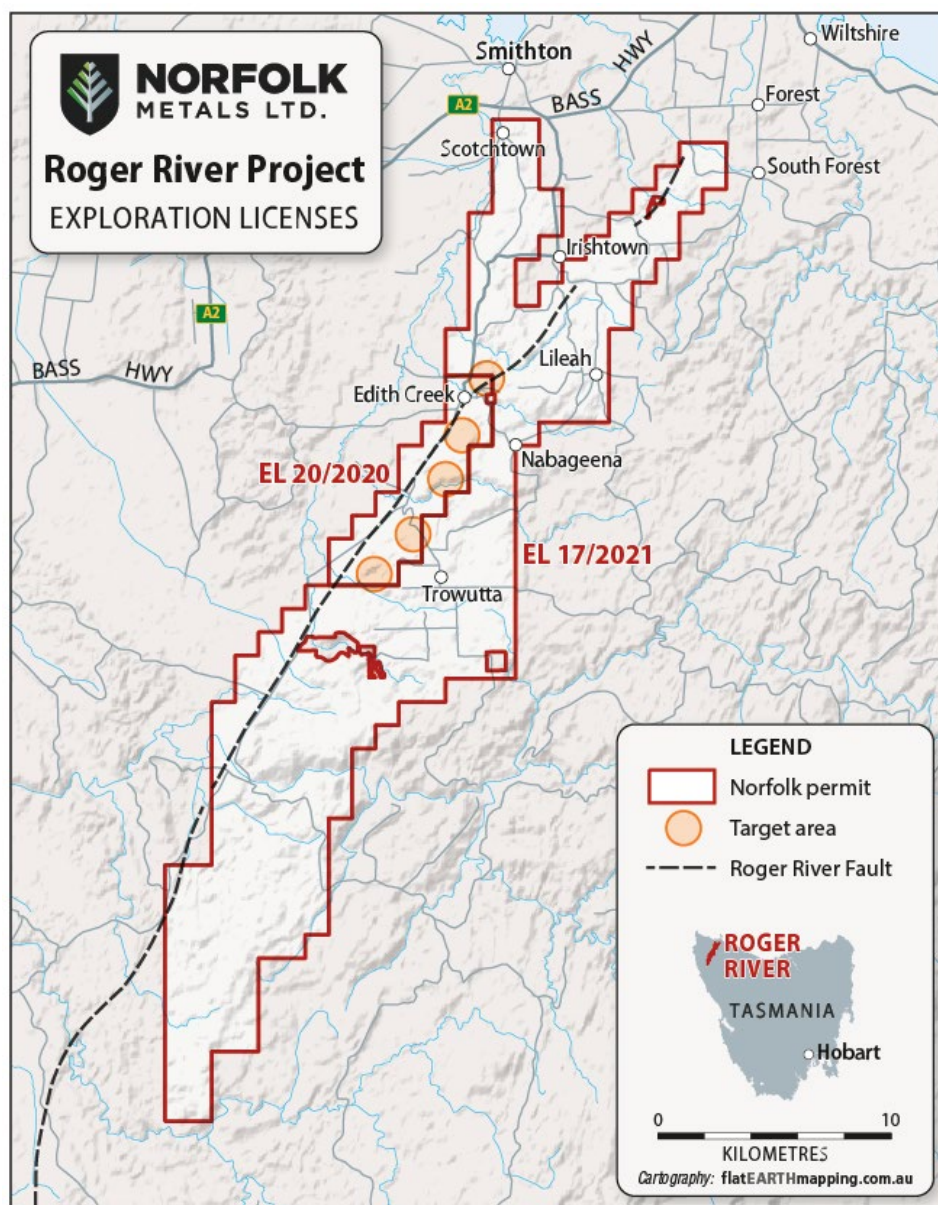 NORFOLK
METALS LTD.
Roger River Project
EXPLORATION LICENSES
Smithton
Wiltshire
HWY
A2
BASS
Forest
Scotchtown
South Forest
Irishtown
A2
BASS HWY
Lileah
Edith Creek
Nabageena
EL 20/2020
EL 17/2021
Trowutta
LEGEND
Norfolk permit
Target area
Roger River Fault
ROGER
RIVER
TASMANIA
Hobart
0 10
KILOMETRES
Cartography: flatEARTHmapping.com.au